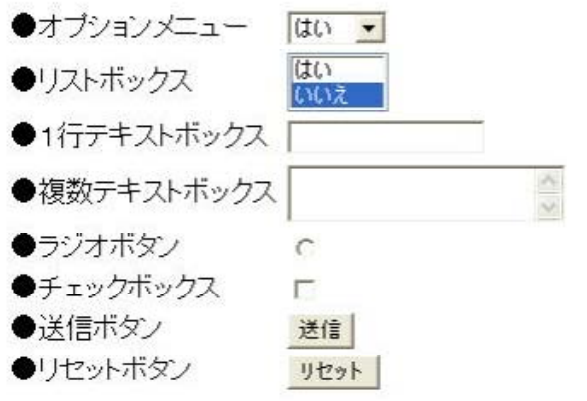 ●オプションメニュー はい
●リストボックス はい
いいえ
●1行テキストボックス
●複数テキストボックス
●ラジオボタン
●チェックボックス
●送信ボタン 送信
●リセットボタン リセット